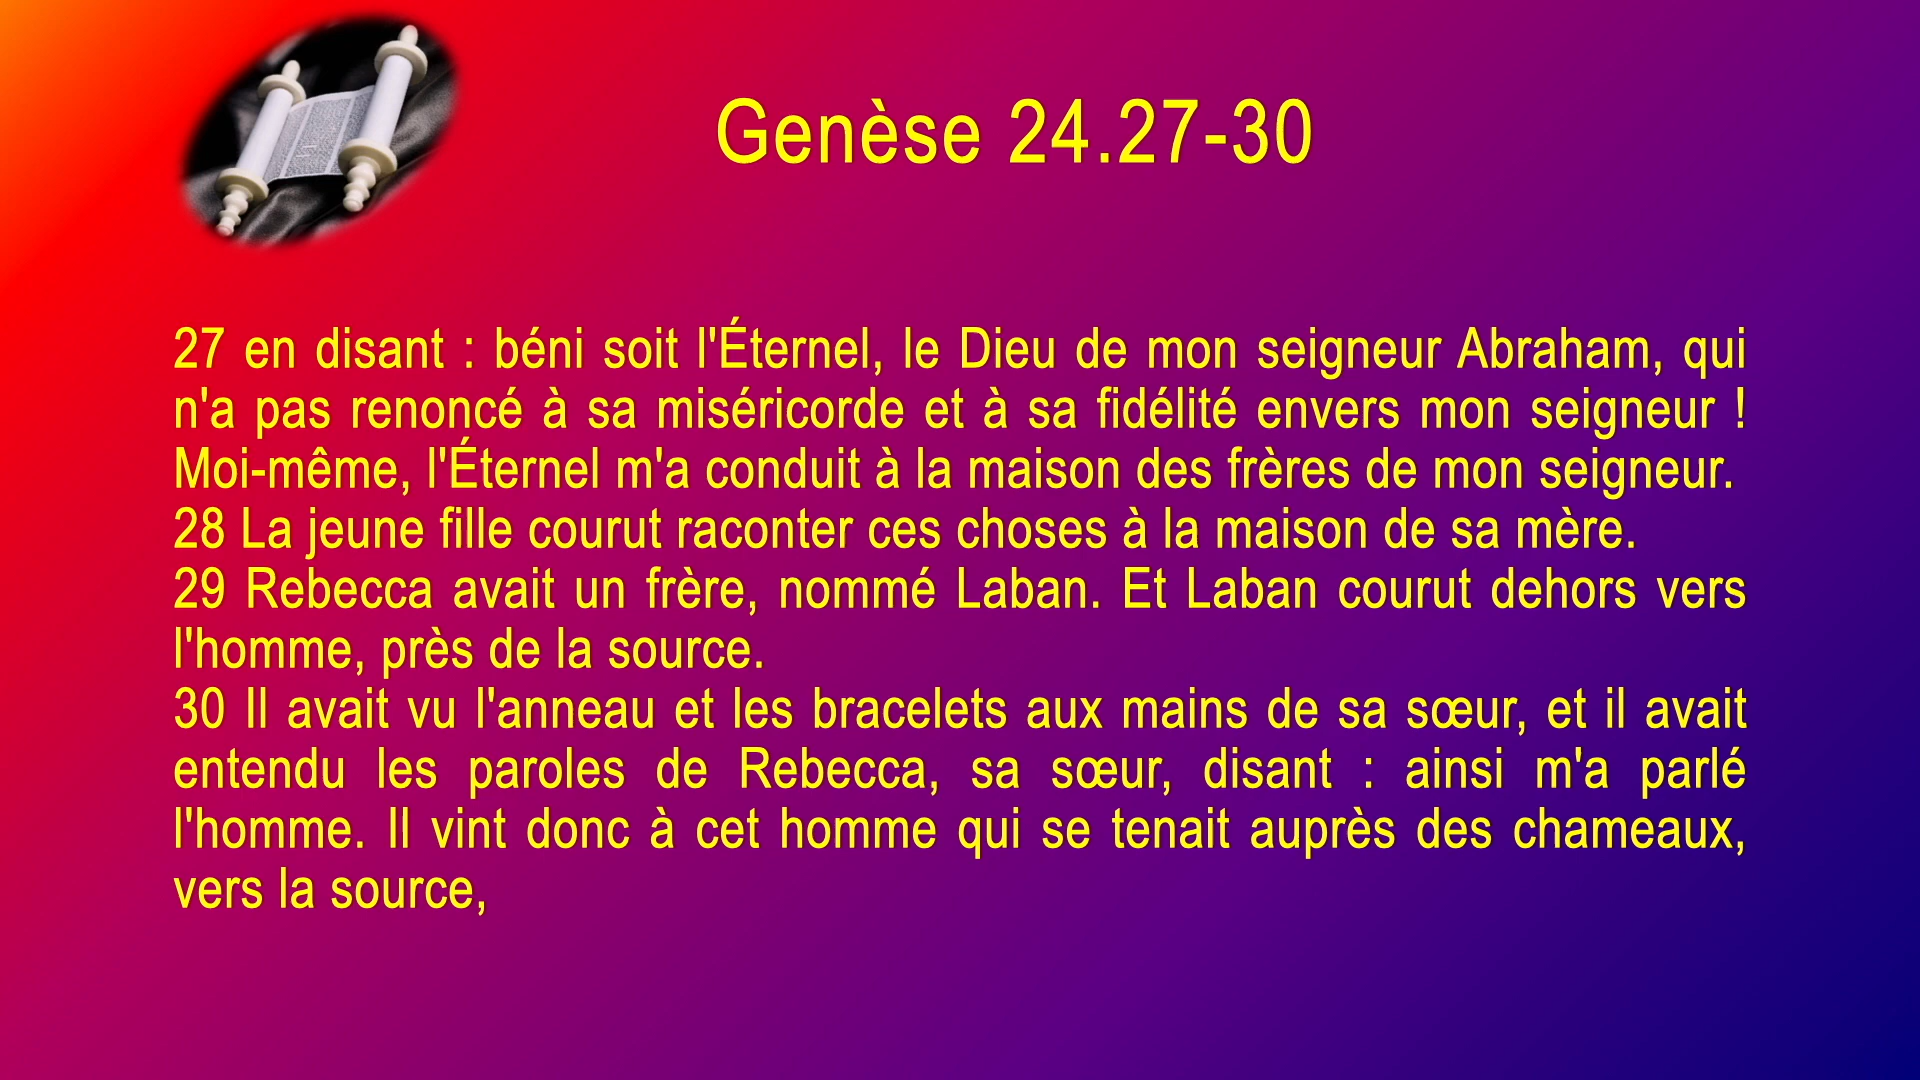 Genèse 24.27-30
27 en disant : béni soit l'Éternel, le Dieu de mon seigneur Abraham, qui
n'a pas renoncé à sa miséricorde et à sa fidélité envers mon seigneur !
Moi-même, l'Éternel m'a conduit à la maison des frères de mon seigneur.
28 La jeune fille courut raconter ces choses à la maison de sa mère.
29 Rebecca avait un frère, nommé Laban. Et Laban courut dehors vers
l'homme, près de la source.
30 Il avait vu l'anneau et les bracelets aux mains de sa sœur, et il avait
entendu les paroles de Rebecca, sa sœur, disant : ainsi m'a parlé
l'homme. Il vint donc à cet homme qui se tenait auprès des chameaux,
vers la source,